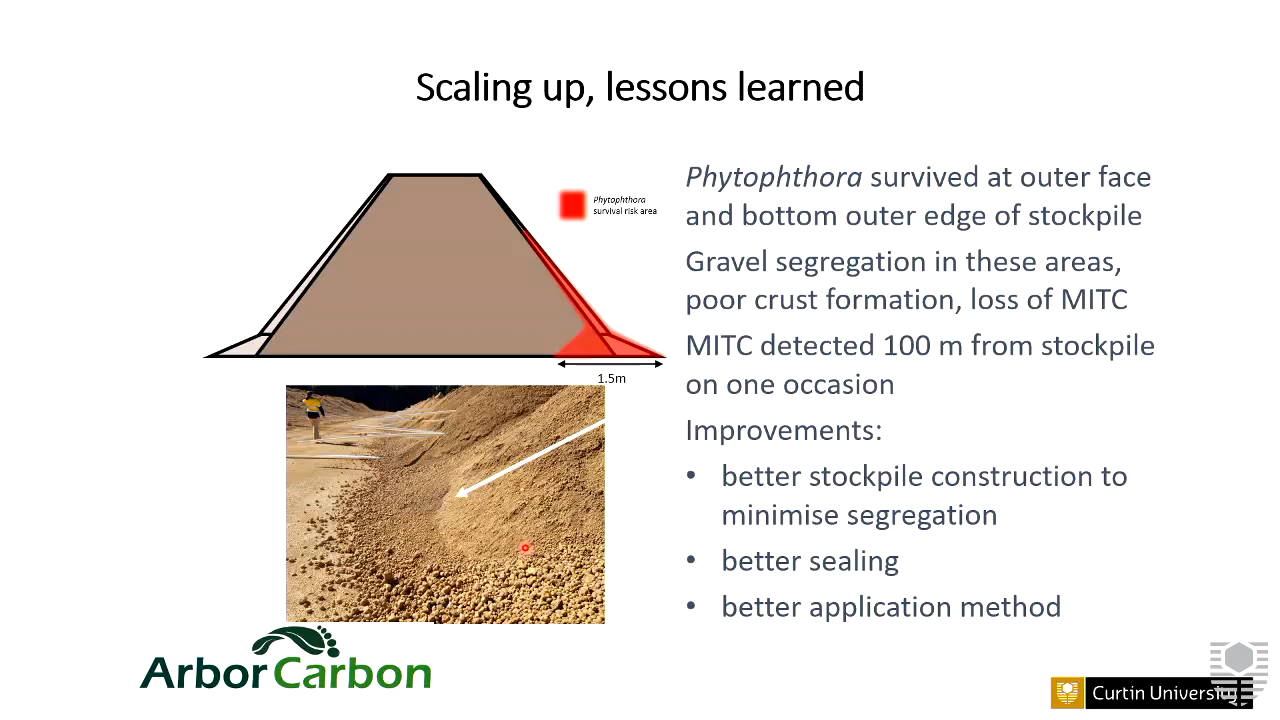 Scaling up, lessons learned
Phytophthora
survival risk area
1.5m
Phytophthora survived at outer face
and bottom outer edge of stockpile
Gravel segregation in these areas,
poor crust formation, loss of MITC
MITC detected 100 m from stockpile
on one occasion
Improvements:
• better stockpile construction to
minimise segregation
• better sealing
• better application method
ArborCarbon
Curtin University